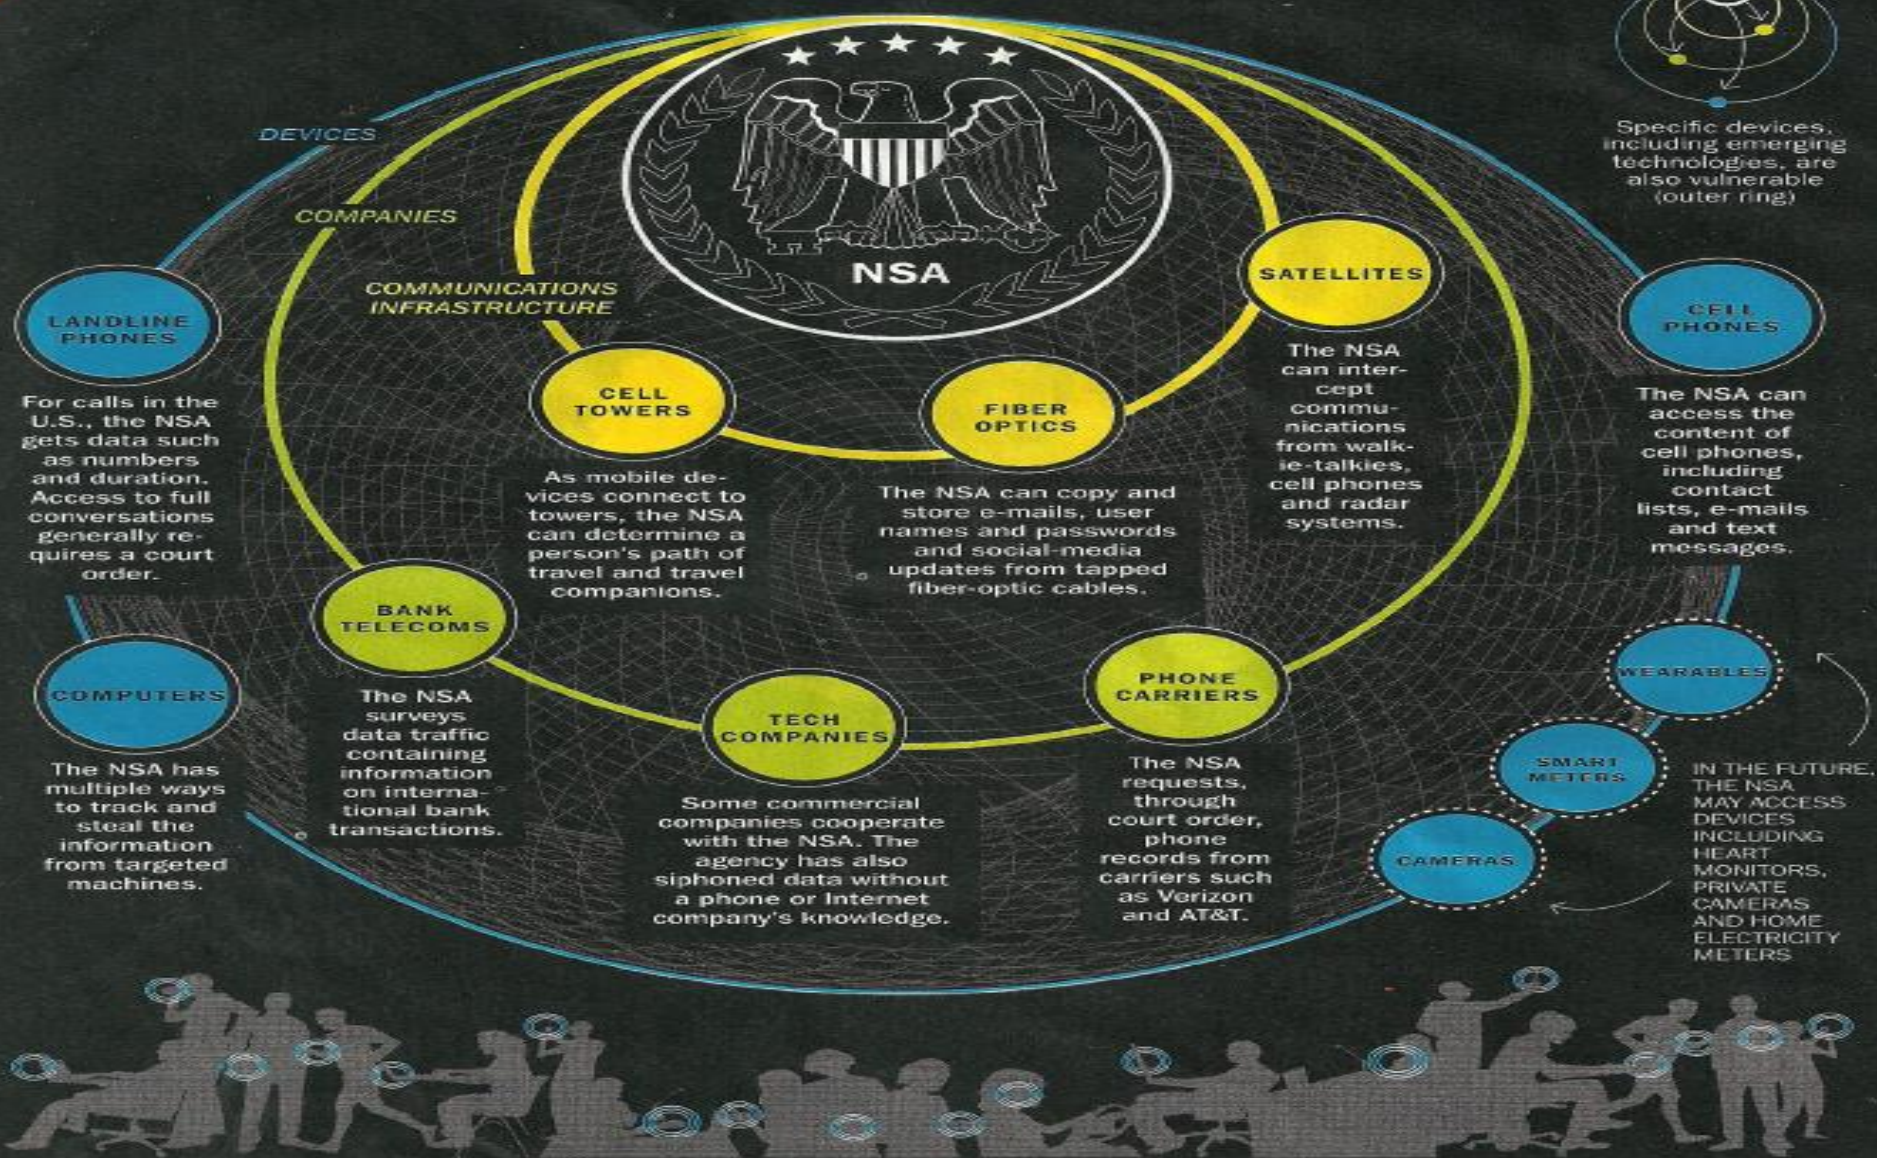 DEVICES
COMPANIES
COMMUNICATIONS
INFRASTRUCTURE
NSA
Specific devices,
including emerging
technologies, are
also vulnerable
(outer ring)
LANDLINE
PHONES
For calls in the
U.S., the NSA
gets data such
as numbers
and duration.
Access to full
conversations
generally re-
quires a court
order.
CELL
TOWERS
As mobile de-
vices connect to
towers, the NSA
can determine a
person's path of
travel and travel
companions.
FIBER
OPTICS
The NSA can copy and
store e-mails, user
names and passwords
and social-media
updates from tapped
fiber-optic cables.
SATELLITES
The NSA
can inter-
cept
commu-
nications
from walk-
ie-talkies,
cell phones
and radar
systems.
CELL
PHONES
The NSA can
access the
content of
cell phones,
including
contact
lists, e-mails
and text
messages.
COMPUTERS
The NSA has
multiple ways
to track and
steal the
information
from targeted
machines.
BANK
TELECOMS
The NSA
surveys
data traffic
containing
information
on interna-
tional bank
transactions.
TECH
COMPANIES
Some commercial
companies cooperate
with the NSA. The
agency has also
siphoned data without
a phone or Internet
company's knowledge.
PHONE
CARRIERS
The NSA
requests,
through
court order,
phone
records from
carriers such
as Verizon
and AT&T.
WEARABLES
SMART
METERS
CAMERAS
IN THE FUTURE,
THE NSA
MAY ACCESS
DEVICES
INCLUDING
HEART
MONITORS,
PRIVATE
CAMERAS
AND HOME
ELECTRICITY
METERS